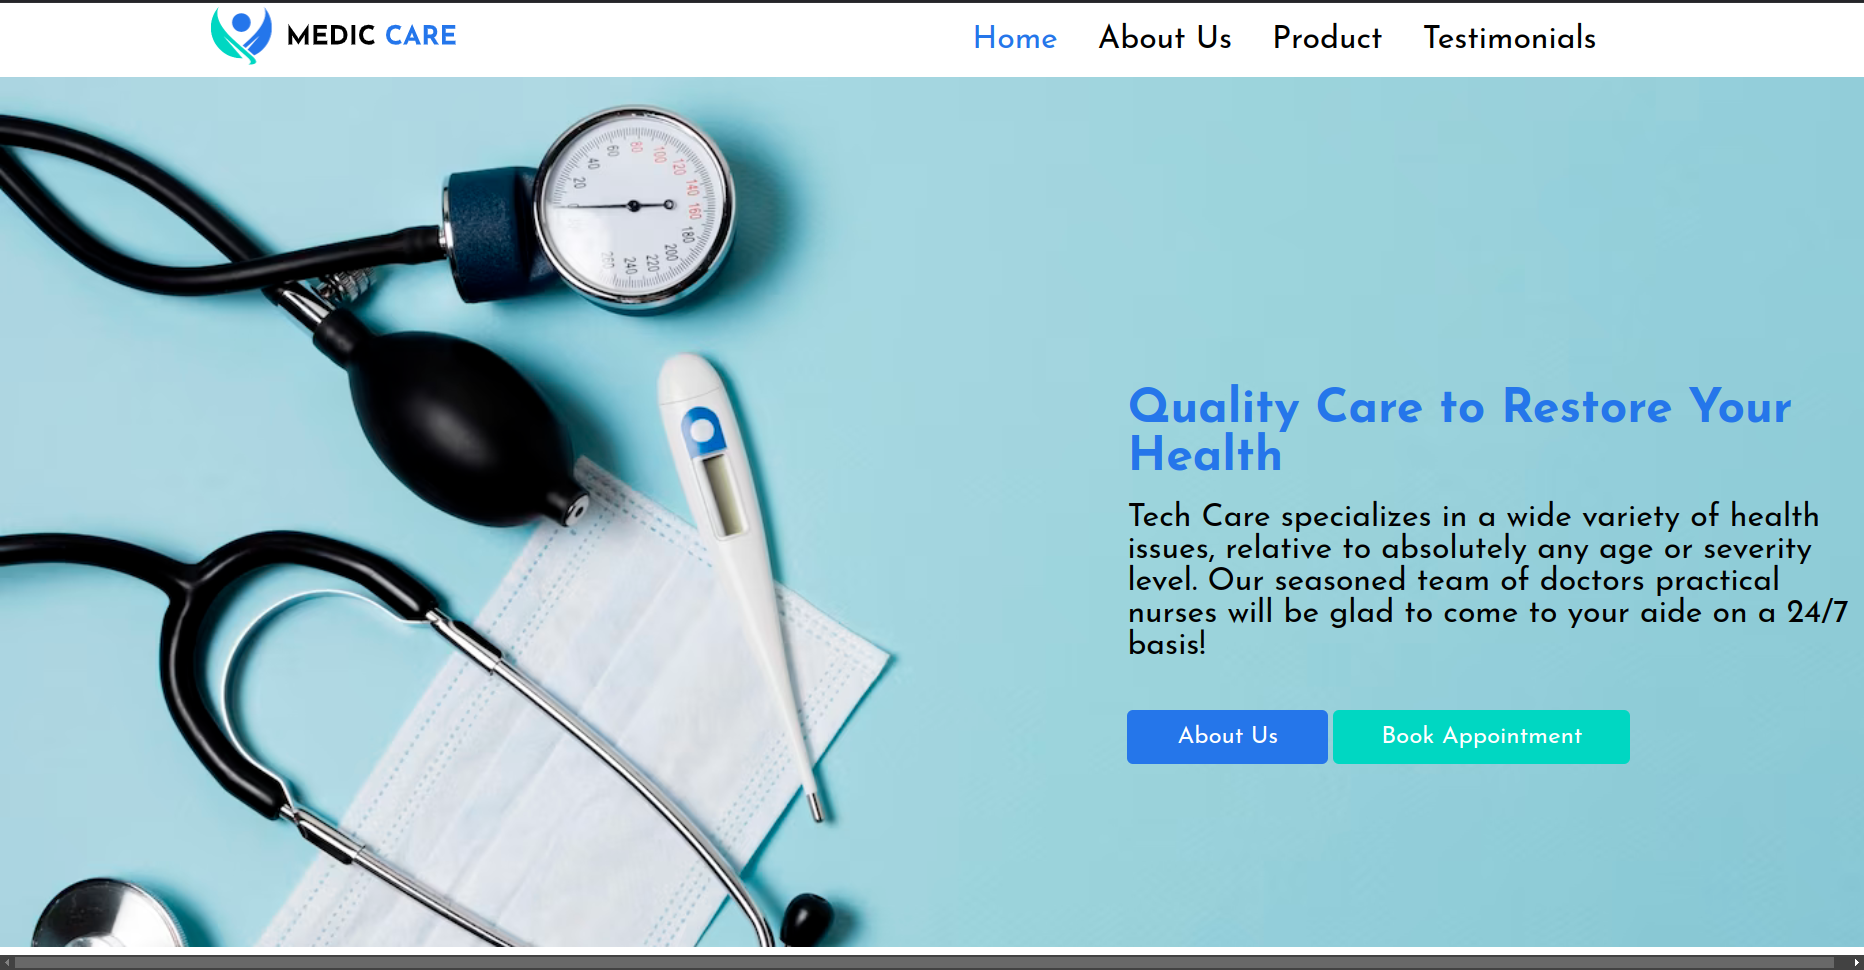 MEDIC CARE
Home About Us Product Testimonials
0 20 40 60 80 100 120 140 160 180 200 220 240 260
Quality Care to Restore Your
Health
Tech Care specializes in a wide variety of health
issues, relative to absolutely any age or severity
level. Our seasoned team of doctors practical
nurses will be glad to come to your aide on a 24/7
basis!
About Us Book Appointment